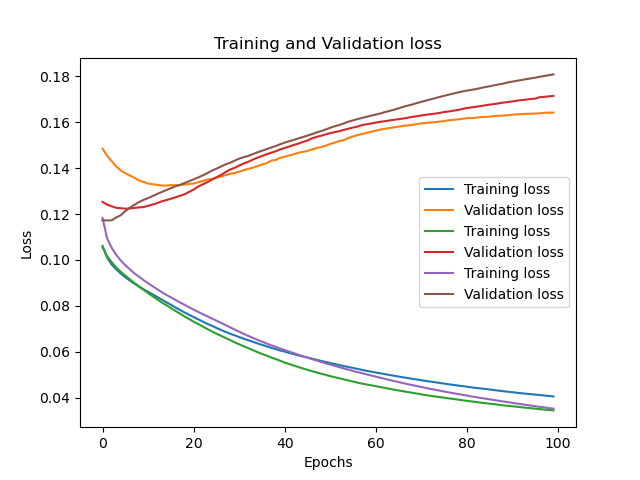 Training and Validation loss
Loss
0.18
0.16
0.14
0.12
0.10
0.08
0.06
0.04
Training loss
Validation loss
Training loss
Validation loss
Training loss
Validation loss
0 20 40 60 80 100
Epochs